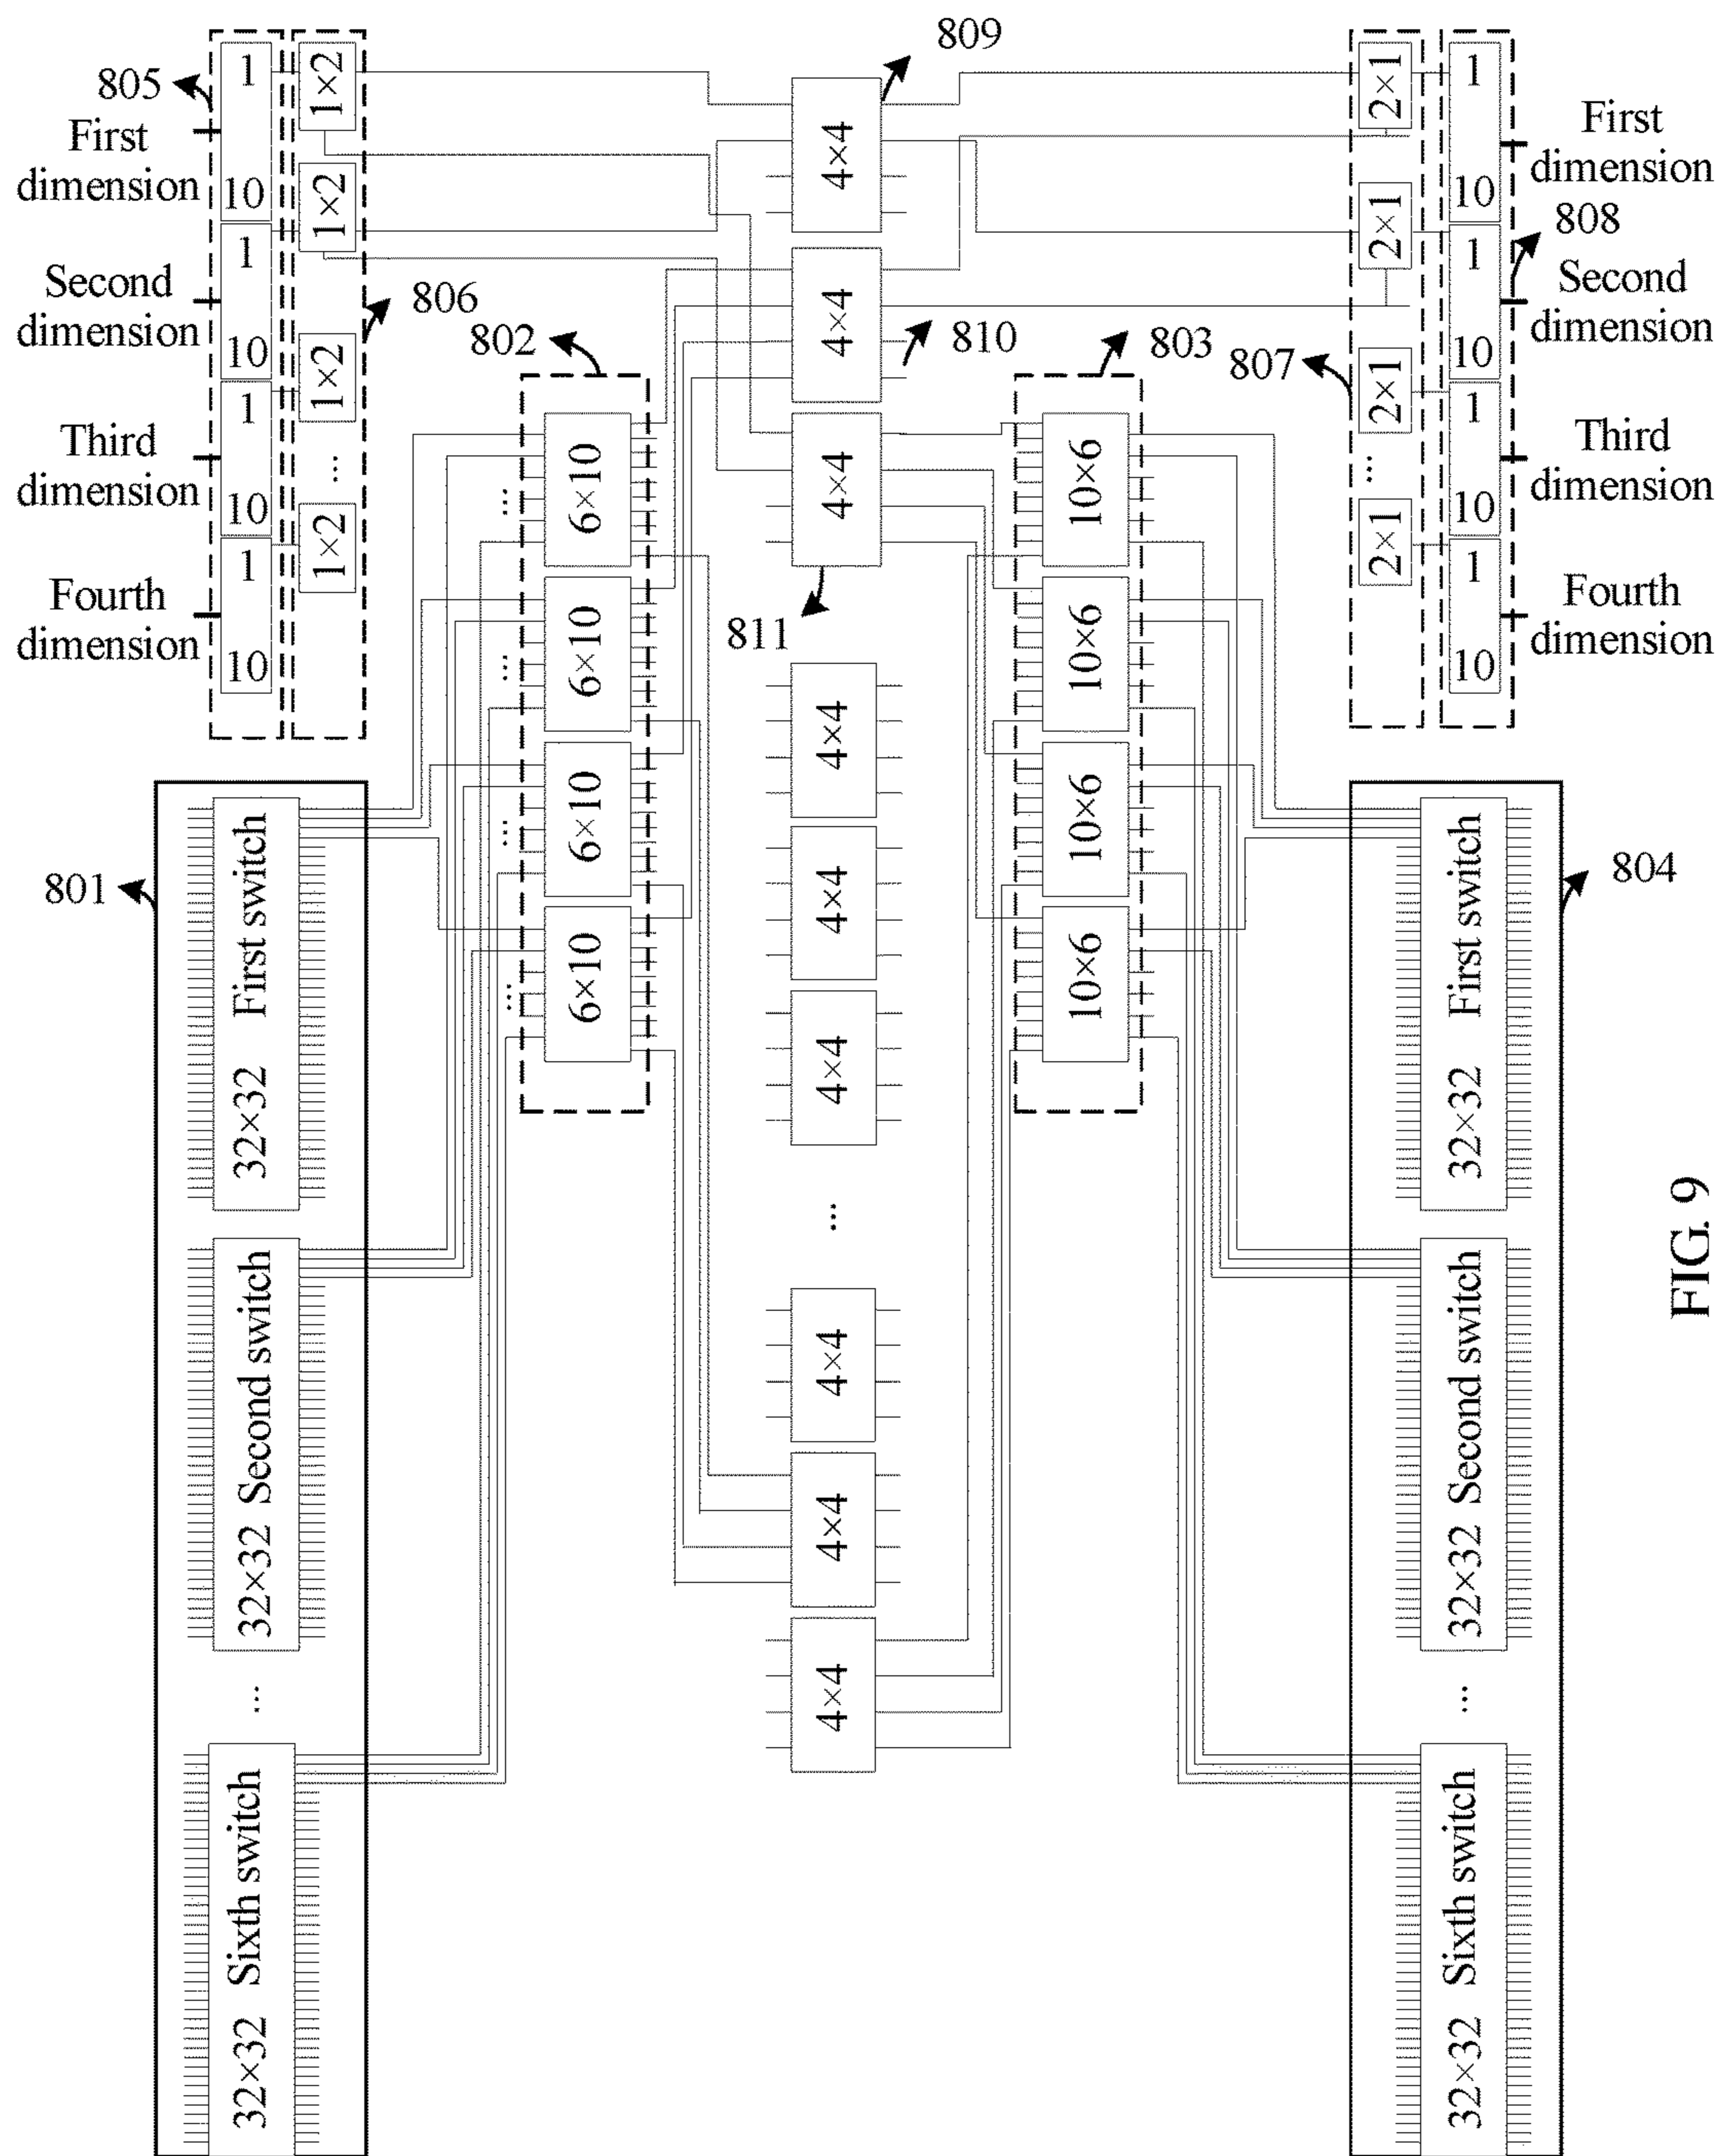 805
First
dimension
Second
dimension
Third
dimension
Fourth
dimension
1
10
1
10
1
10
1
10
1×2
1×2
1×2
...
1×2
806
802
6×10
...
6×10
...
6×10
...
6×10
...
809
4×4
4×4
810
4×4
811
4×4
4×4
4×4
...
4×4
4×4
4×4
803
10×6
10×6
10×6
10×6
807
2×1
2×1
2×1
...
2×1
1
10
1
10
1
10
1
10
First
dimension
808
Second
dimension
Third
dimension
Fourth
dimension
801
32×32 First switch
32×32 Second switch
...
32×32 Sixth switch
804
32×32 First switch
32×32 Second switch
...
32×32 Sixth switch
FIG. 9